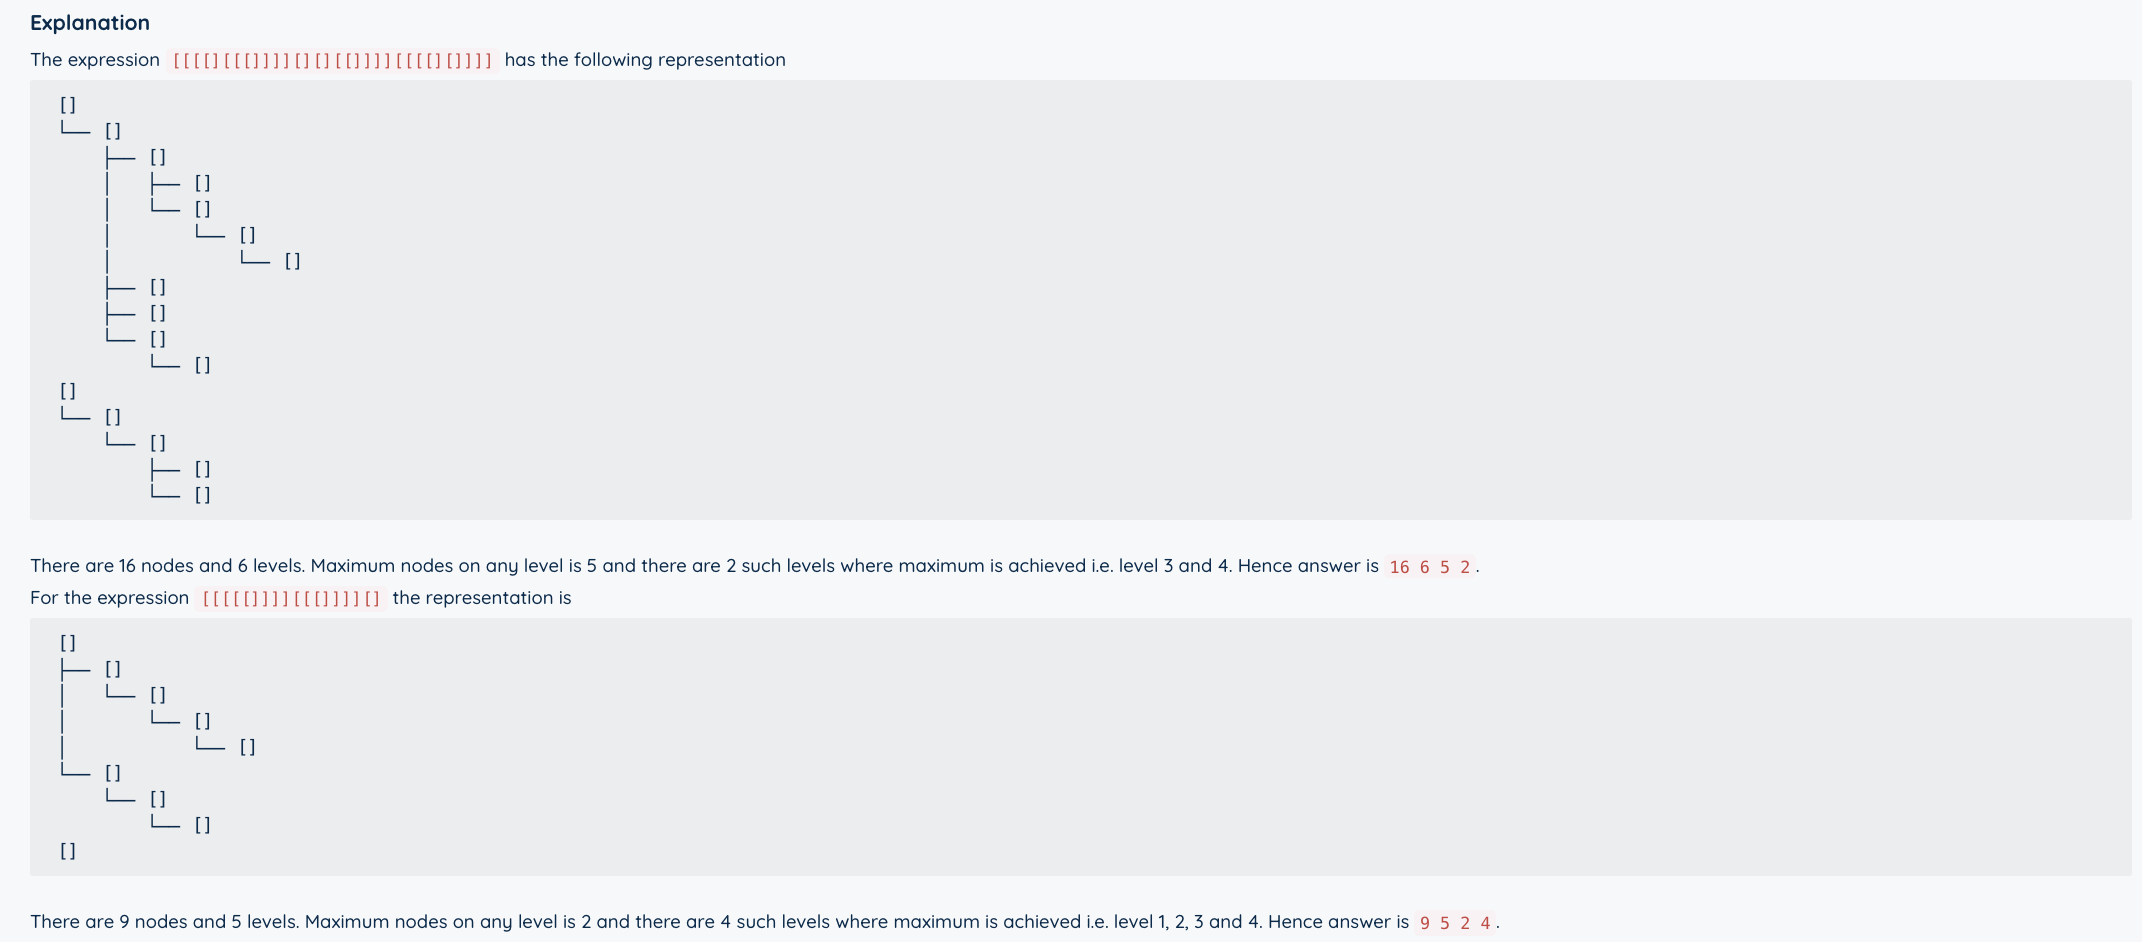 Explanation
The expression [[[[][[[]]]][][][[]]]][[[[][]]]] has the following representation
[]
└── []
    ├── []
    │   ├── []
    │   └── []
    │       └── []
    │           └── []
    ├── []
    ├── []
    └── []
        └── []
[]
└── []
    └── []
        ├── []
        └── []
There are 16 nodes and 6 levels. Maximum nodes on any level is 5 and there are 2 such levels where maximum is achieved i.e. level 3 and 4. Hence answer is 16 6 5 2.
For the expression [[[[[]]]][[[]]]][] the representation is
[]
├── []
│   └── []
│       └── []
│           └── []
└── []
    └── []
        └── []
[]
There are 9 nodes and 5 levels. Maximum nodes on any level is 2 and there are 4 such levels where maximum is achieved i.e. level 1, 2, 3 and 4. Hence answer is 9 5 2 4.